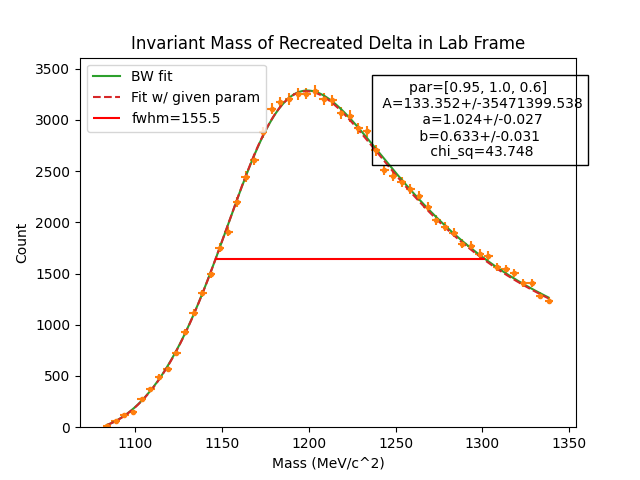 Invariant Mass of Recreated Delta in Lab Frame
BW fit
Fit w/ given param
fwhm=155.5
par=[0.95, 1.0, 0.6]
A=133.352+/-35471399.538
a=1.024+/-0.027
b=0.633+/-0.031
chi_sq=43.748
3500
3000
2500
2000
1500
1000
500
0
Count
1100 1150 1200 1250 1300 1350
Mass (MeV/c^2)